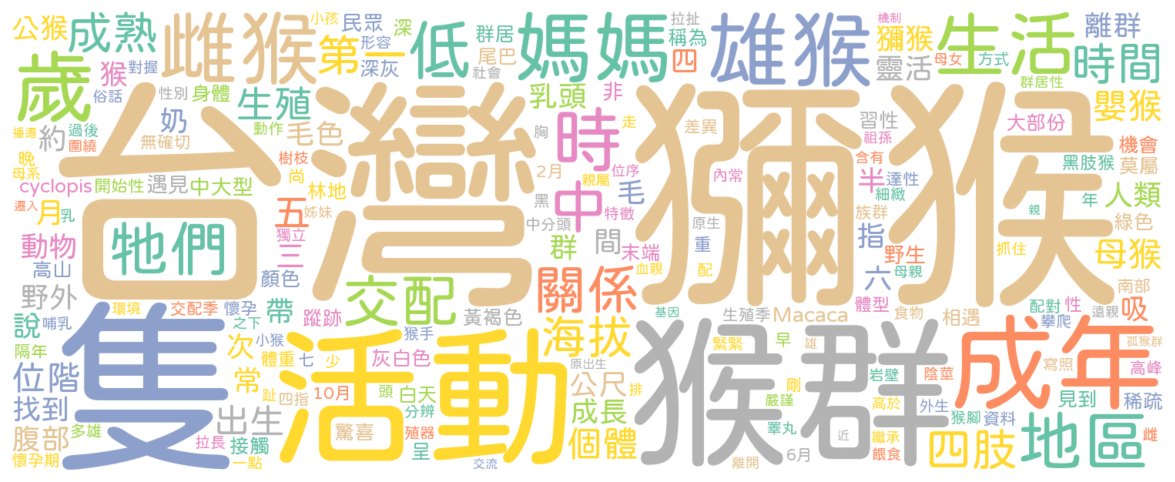 公猴
成熟
雌猴
小孩
民眾
第一
形容
深灰
深
低
群居
尾巴
社會
媽媽
拉扯
稱為
四
雄猴
機制
獼猴
靈活
母女
方式
生活
群居性
離群
時間
歲
猴
對握
俗話
性別
身體
生殖
乳頭
非
嬰猴
播遷
過後
圍繞
約
奶
無確切
動作
毛色
時
胸
走
差異
習性
祖孫
大部份
機會
台灣獼猴
晚
母系
cyclopis
開始性
遇見
中大型
樹枝
尚
林地
2月
親屬
位序
內常
含有
半
達性
細緻
黑肢猴
莫屬
年
人類
遷入
月
乳
五
姊妹
黑
中
特徵
原生
族群
親
綠色
動物
牠們
獨立
三
中分頭
群
間
末端
重
指
野生
抓住
母猴
高山
顏色
血親
配
六
母親
野外
交配
關係
體型
食物
南部
環境
交配季
懷孕
帶
蹤跡
黃褐色
海拔
基因
生殖季
Macaca
相遇
配對
性
遠親
吸
說
哺乳
隻
之下
小猴
猴手
攀爬
隔年
次
體重
七
少
灰白色
活動
原出生
猴群
緊緊
早
雄
岩壁
陰莖
成年
寫照
孤猴群
高峰
位階
常
趾
四指
10月
頭
白天
公尺
排
剛
嚴謹
高於
外生
見到
稀疏
找到
出生
分辨
成長
猴腳
資料
腹部
多雄
拉長
接觸
驚喜
殖器
呈
個體
睪丸
近
繼承
餵食
四肢
地區
雌
懷孕期
一點
交流
離開
6月